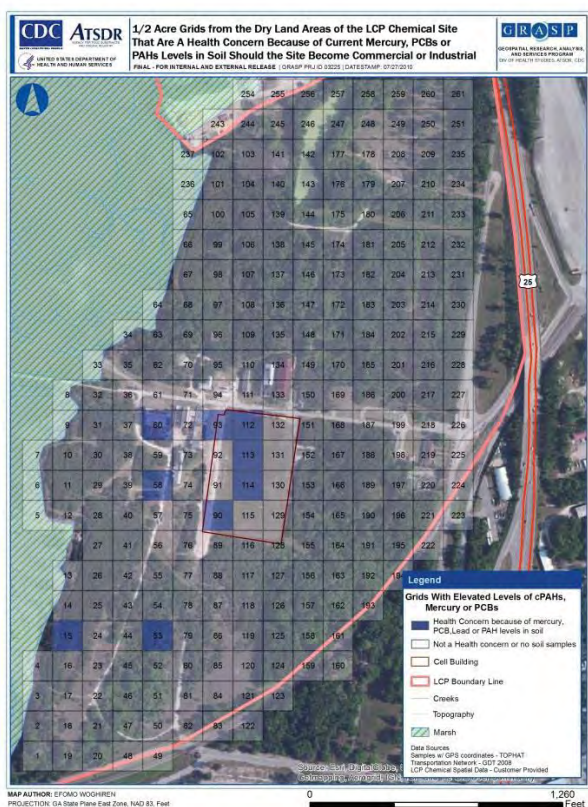 CDC
ATSDR
UNITED STATES DEPARTMENT OF
HEALTH AND HUMAN SERVICES
1/2 Acre Grids from the Dry Land Areas of the LCP Chemical Site
That Are A Health Concern Because of Current Mercury, PCBs or
PAHs Levels in Soil Should the Site Become Commercial or Industrial
FINAL - FOR INTERNAL AND EXTERNAL RELEASE | GRASP PRJ ID 03225 | DATESTAMP: 07/27/2010
GRASP
GEOSPATIAL RESEARCH, ANALYSIS,
AND SERVICES PROGRAM
DIV OF HEALTH STUDIES, ATSDR, CDC
254 255 256 257 258 259 260 261
243 244 245 246 247 248 249 250 251
237 102 103 141 142 177 178 208 209 235
236 101 104 140 143 176 179 207 210 234
65 100 105 139 144 175 180 206 211 233
66 99 106 138 145 174 181 205 212 232
67 98 107 137 146 173 182 204 213 231
25
64 68 97 108 136 147 172 183 203 214 230
34 63 69 96 109 135 148 171 184 202 215 229
33 35 62 70 95 110 134 149 170 185 201 216 228
8 32 36 61 71 94 111 133 150 169 186 200 217 227
9 31 37 60 72 93 112 132 151 168 187 199 218 226
7 10 30 38 59 73 92 113 131 152 167 188 198 219 225
6 11 29 39 58 74 91 114 130 153 166 189 197 220 224
5 12 28 40 57 75 90 115 129 154 165 190 196 221 223
27 41 56 76 89 116 128 155 164 191 195 222
13 26 42 55 77 88 117 127 156 163 192
14 25 43 54 78 87 118 126 157 162 193
15 24 44 53 79 86 119 125 158 161
4 16 23 45 52 80 85 120 124 159 160
3 17 22 46 51 81 84 121 123
2 18 21 47 50 82 83 122
1 19 20 48 49
Legend
Grids With Elevated Levels of cPAHs,
Mercury or PCBs
Health Concern because of mercury,
PCB,Lead or PAH levels in soil
Not a Health concern or no soil samples
Cell Building
LCP Boundary Line
Creeks
Topography
Marsh
Data Sources
Samples w/ GPS coordinates - TOPHAT
Transportation Network - GDT 2008
LCP Chemical Spatial Data - Customer Provided
Source: Esri, DigitalGlobe,
MAP AUTHOR: EFOMO WOGHIREN
PROJECTION: GA State Plane East Zone, NAD 83, Feet
0 1,260
Feet